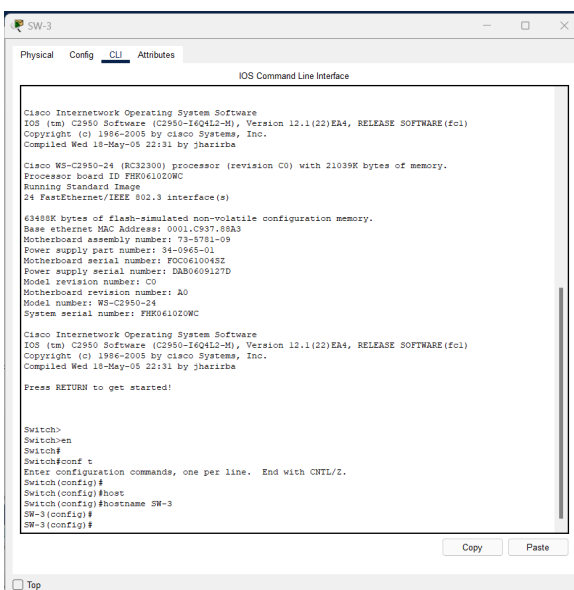 SW-3
Physical Config CLI Attributes
IOS Command Line Interface
Cisco Internetwork Operating System Software
IOS (tm) C2950 Software (C2950-I6Q4L2-M), Version 12.1(22)EA4, RELEASE SOFTWARE(fc1)
Copyright (c) 1986-2005 by cisco Systems, Inc.
Compiled Wed 18-May-05 22:31 by jharirba
Cisco WS-C2950-24 (RC32300) processor (revision C0) with 21039K bytes of memory.
Processor board ID FHK0610Z0WC
Running Standard Image
24 FastEthernet/IEEE 802.3 interface(s)
63488K bytes of flash-simulated non-volatile configuration memory.
Base ethernet MAC Address: 0001.C937.88A3
Motherboard assembly number: 73-5781-09
Power supply part number: 34-0965-01
Motherboard serial number: FOC061004SZ
Power supply serial number: DAB0609127D
Model revision number: C0
Motherboard revision number: A0
Model number: WS-C2950-24
System serial number: FHK0610Z0WC
Cisco Internetwork Operating System Software
IOS (tm) C2950 Software (C2950-I6Q4L2-M), Version 12.1(22)EA4, RELEASE SOFTWARE(fc1)
Copyright (c) 1986-2005 by cisco Systems, Inc.
Compiled Wed 18-May-05 22:31 by jharirba
Press RETURN to get started!
Switch>
Switch>en
Switch#
Switch#conf t
Enter configuration commands, one per line. End with CNTL/Z.
Switch(config)#
Switch(config)#host
Switch(config)#hostname SW-3
SW-3(config)#
SW-3(config)#
Copy Paste
Top